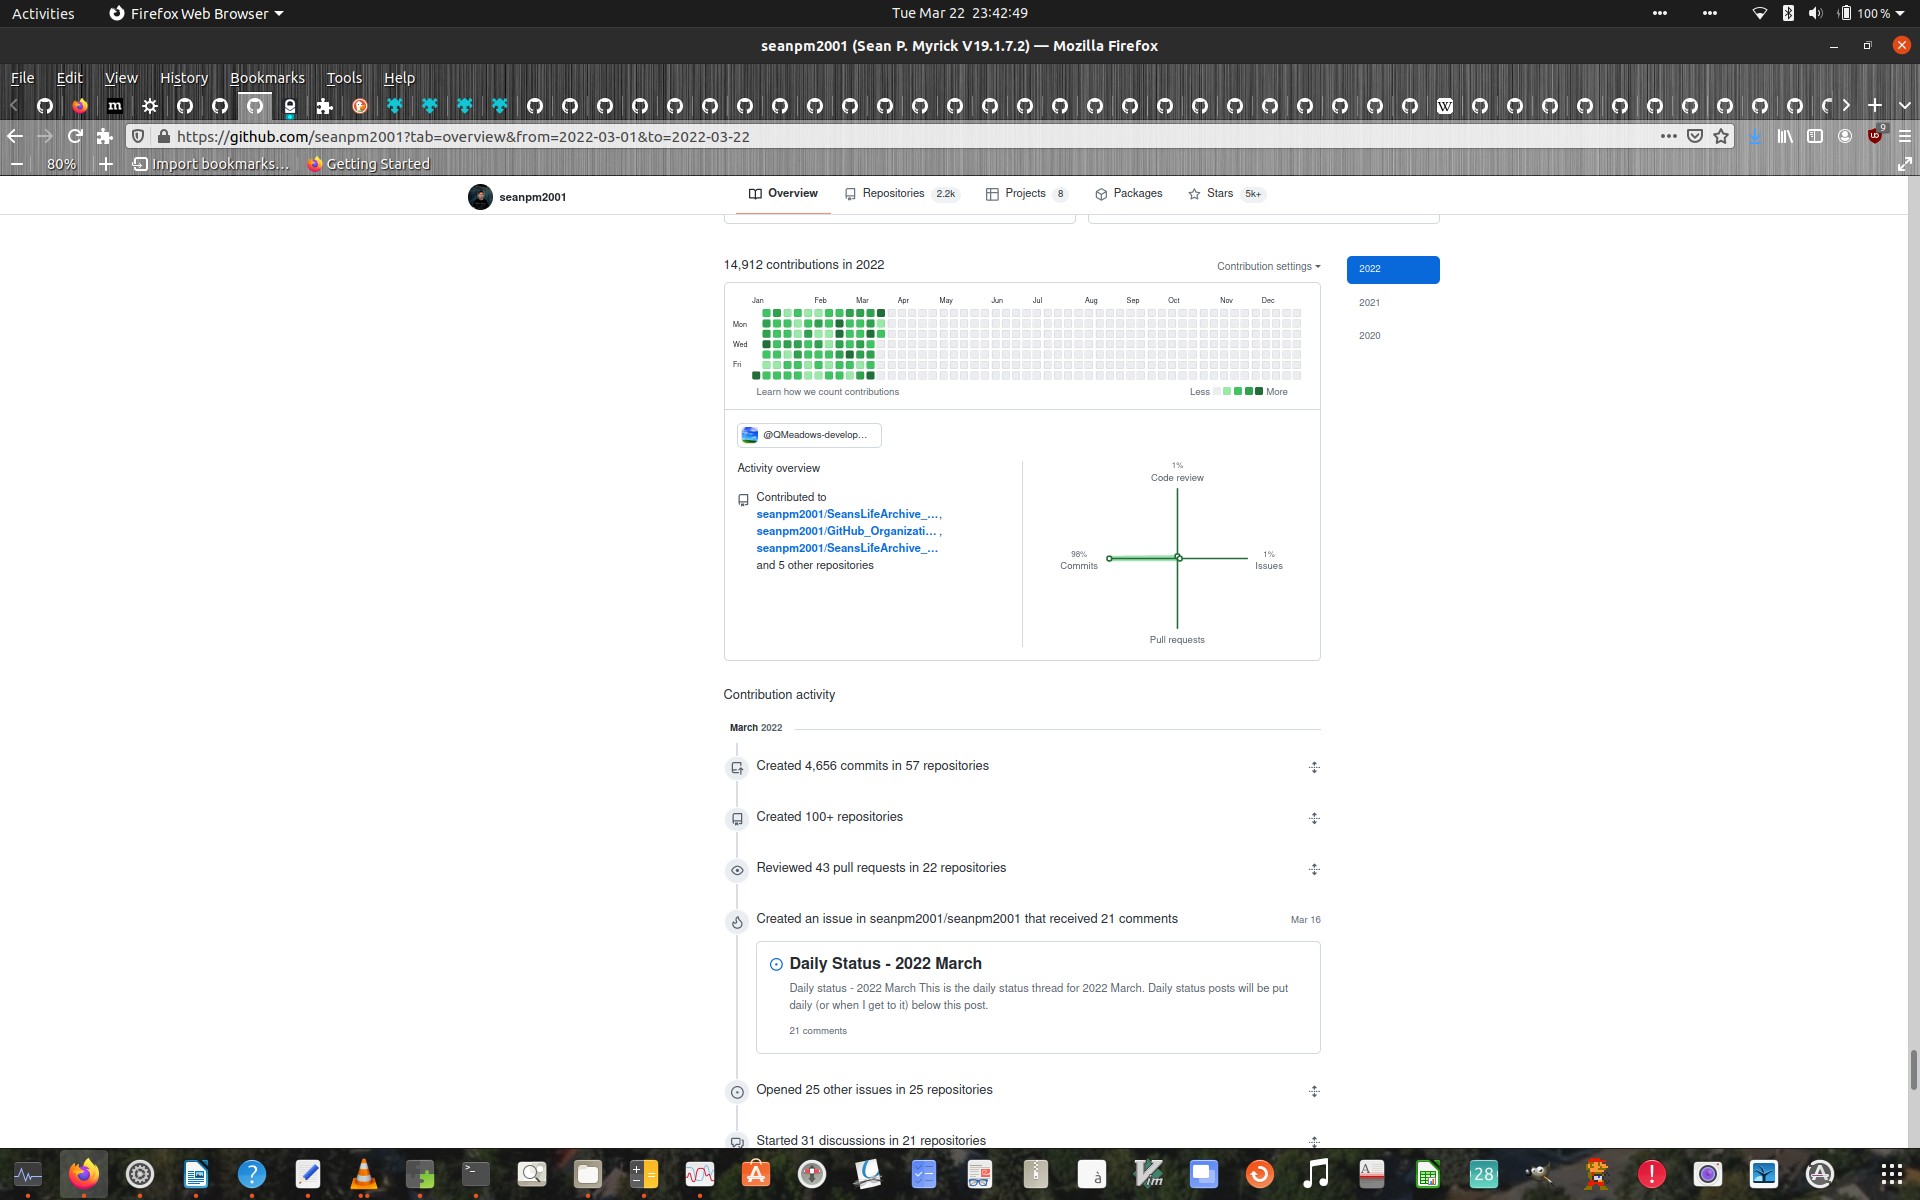 Activities
Firefox Web Browser
Tue Mar 22 23:42:49
100 %
seanpm2001 (Sean P. Myrick V19.1.7.2) — Mozilla Firefox
File Edit View History Bookmarks Tools Help
https://github.com/seanpm2001?tab=overview&from=2022-03-01&to=2022-03-22
9
80%
Import bookmarks...
Getting Started
seanpm2001
Overview
Repositories 2.2k
Projects 8
Packages
Stars 5k+
14,912 contributions in 2022
Contribution settings
2022
2021
2020
Jan Feb Mar Apr May Jun Jul Aug Sep Oct Nov Dec
Mon
Wed
Fri
Learn how we count contributions
Less More
@QMeadows-develop...
Activity overview
Contributed to
seanpm2001/SeansLifeArchive_...,
seanpm2001/GitHub_Organizati... ,
seanpm2001/SeansLifeArchive_...
and 5 other repositories
1%
Code review
98%
Commits
1%
Issues
Pull requests
Contribution activity
March 2022
Created 4,656 commits in 57 repositories
Created 100+ repositories
Reviewed 43 pull requests in 22 repositories
Created an issue in seanpm2001/seanpm2001 that received 21 comments
Mar 16
Daily Status - 2022 March
Daily status - 2022 March This is the daily status thread for 2022 March. Daily status posts will be put
daily (or when I get to it) below this post.
21 comments
Opened 25 other issues in 25 repositories
Started 31 discussions in 21 repositories
28